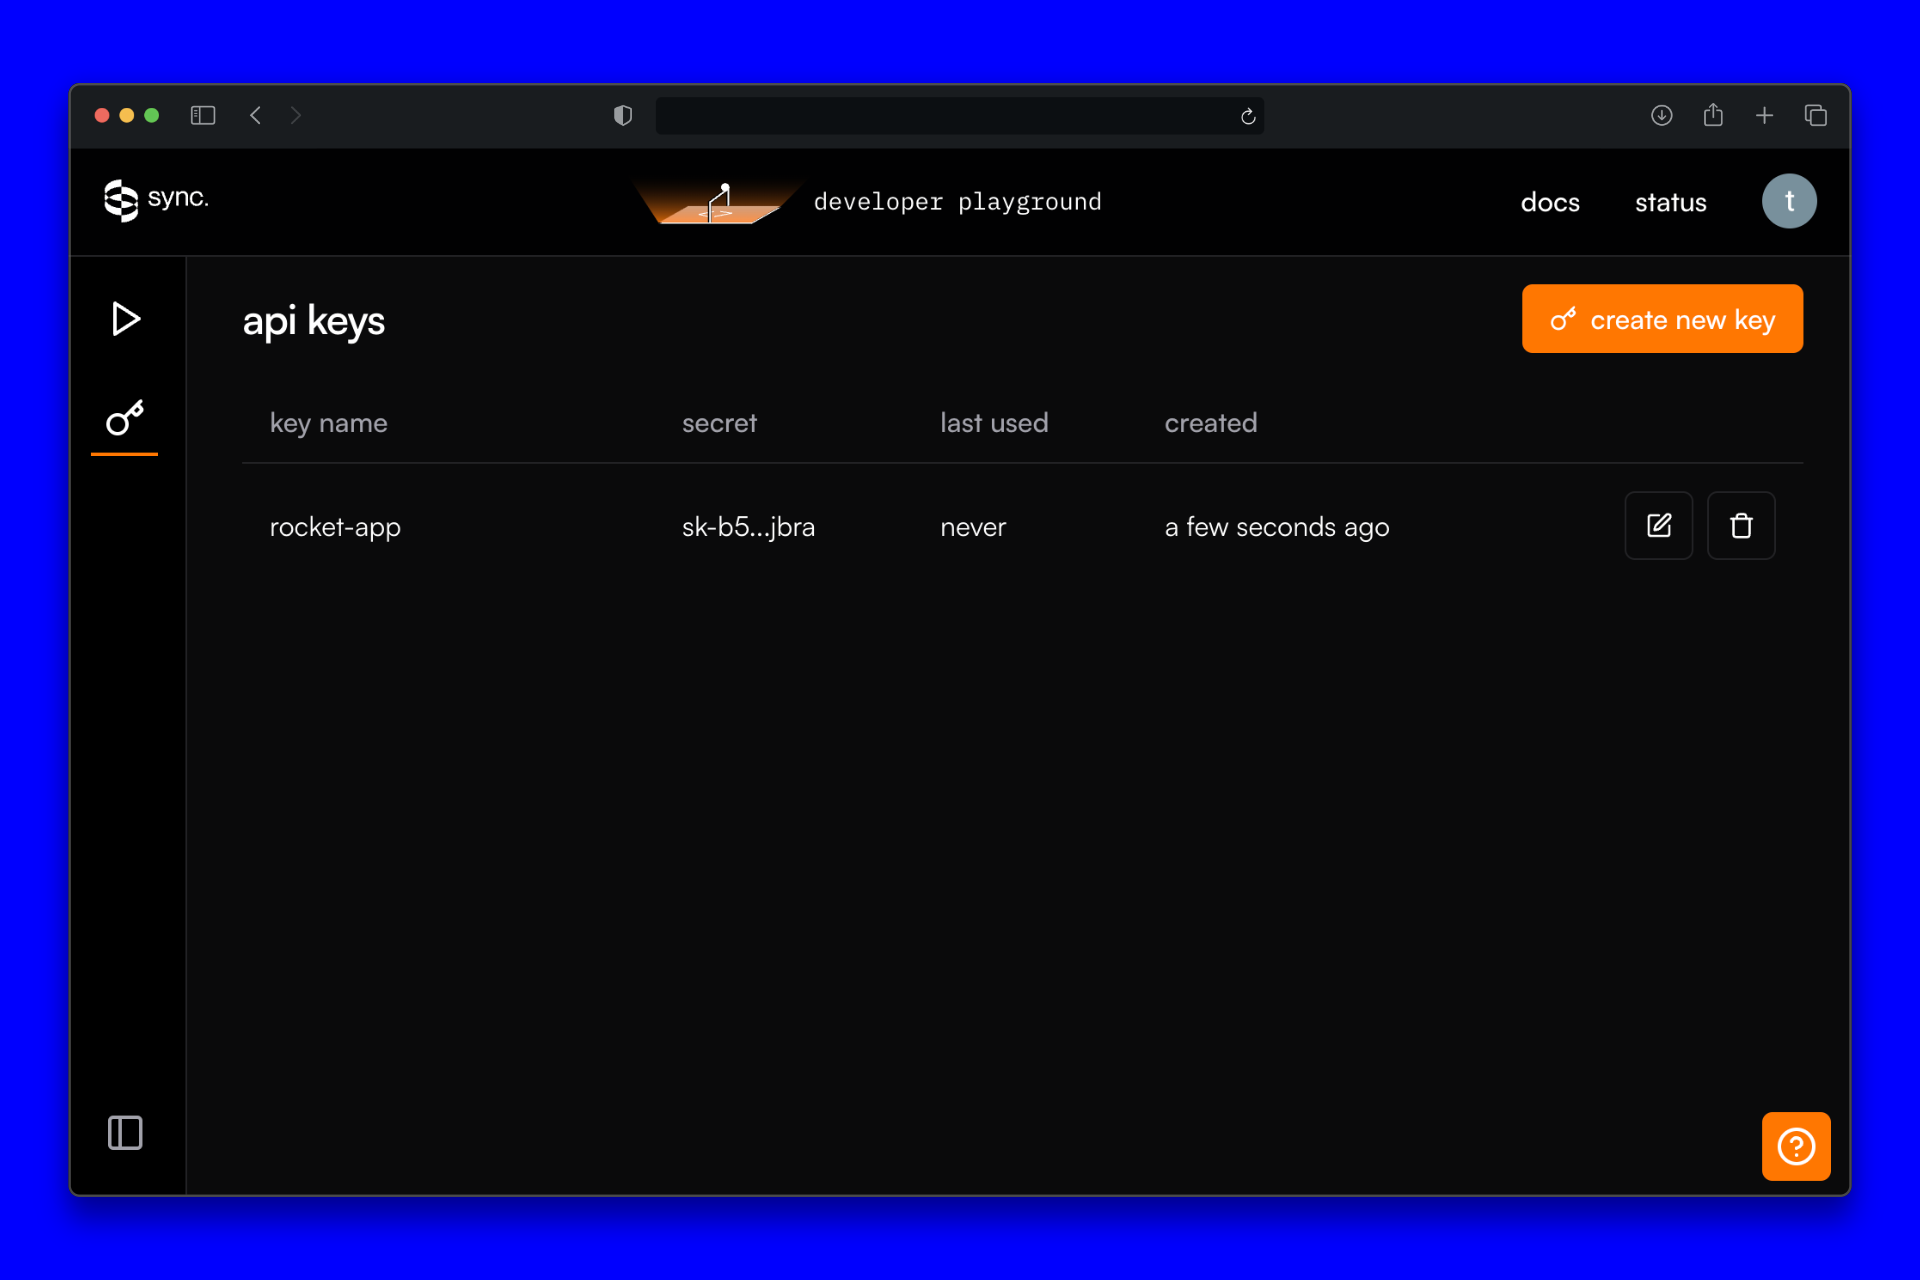 sync.
developer playground
docs
status
t
api keys
create new key
key name secret last used created
rocket-app sk-b5...jbra never a few seconds ago